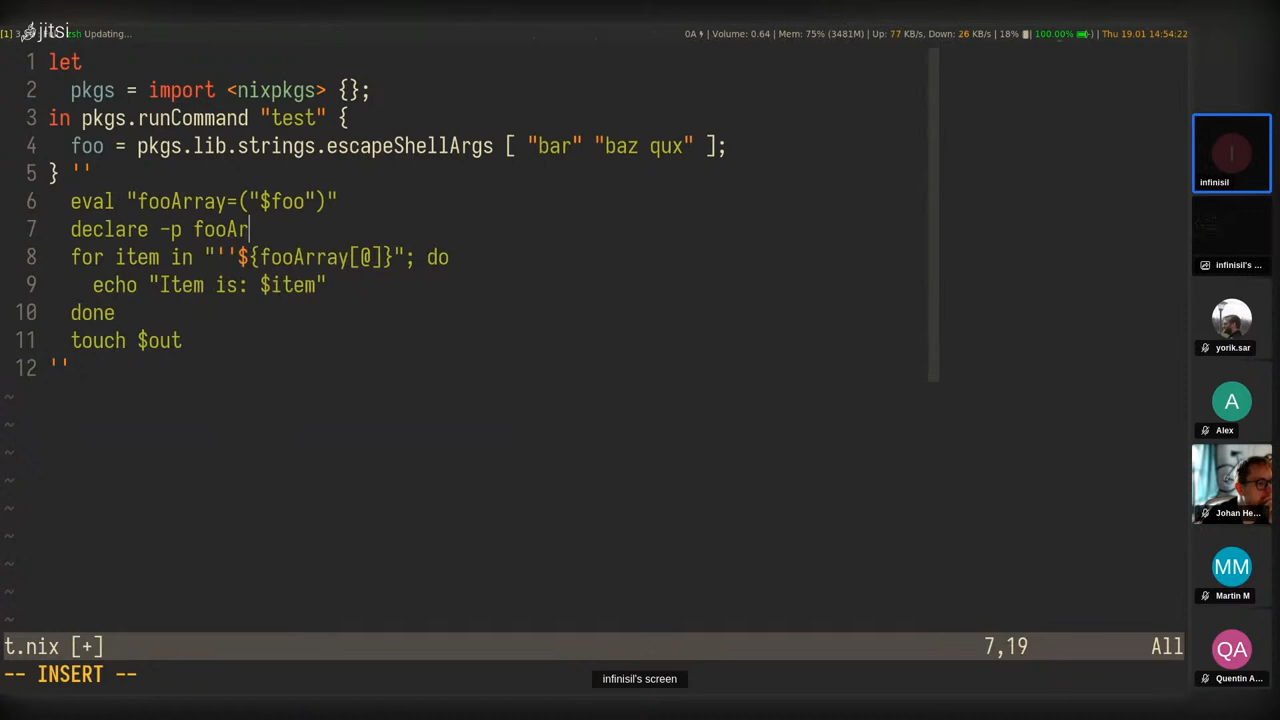 jitsi
[1] 3 zsh Updating...
0A | Volume: 0.64 | Mem: 75% (3481M) | Up: 77 KB/s, Down: 26 KB/s | 18% | 100.00% | Thu 19.01 14:54:22
1 let
2 pkgs = import <nixpkgs> {};
3 in pkgs.runCommand "test" {
4 foo = pkgs.lib.strings.escapeShellArgs [ "bar" "baz qux" ];
5 } ''
6 eval "fooArray=("$foo")"
7 declare -p fooAr
8 for item in "''${fooArray[@]}"; do
9 echo "Item is: $item"
10 done
11 touch $out
12 ''
~
~
~
~
~
~
~
~
~
t.nix [+] 7,19 All
-- INSERT --
infinisil's screen
I
infinisil
infinisil's ...
yorik.sar
A
Alex
Johan He...
MM
Martin M
QA
Quentin A...